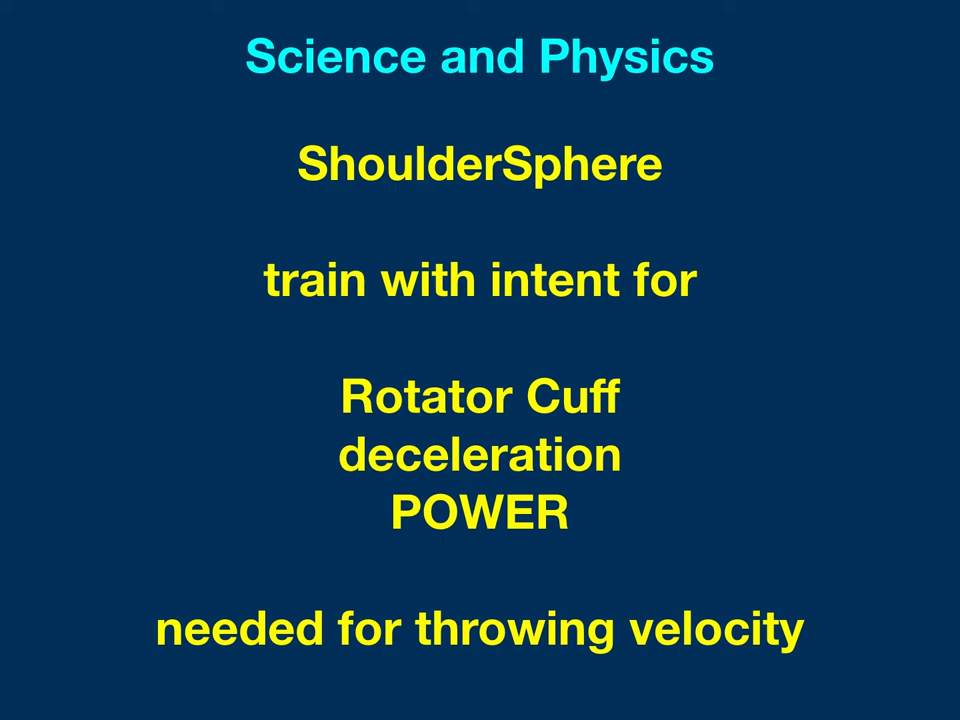 Science and Physics
ShoulderSphere
train with intent for
Rotator Cuff
deceleration
POWER
needed for throwing velocity